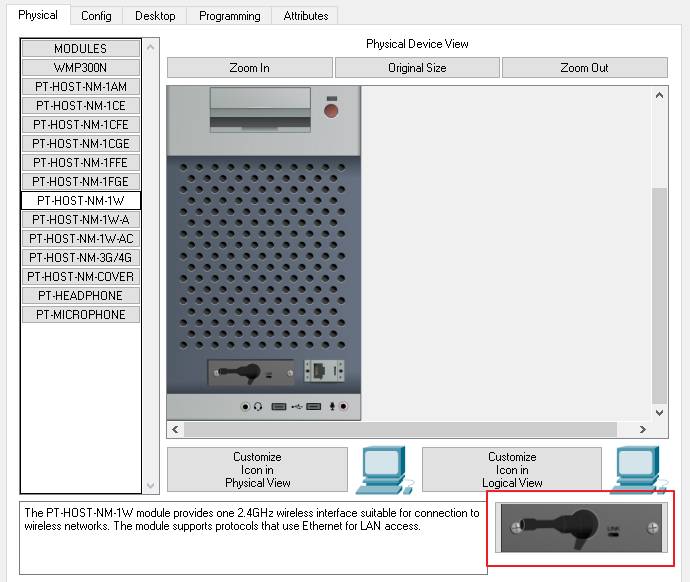 Physical
Config
Desktop
Programming
Attributes
MODULES
WMP300N
PT-HOST-NM-1AM
PT-HOST-NM-1CE
PT-HOST-NM-1CFE
PT-HOST-NM-1CGE
PT-HOST-NM-1FFE
PT-HOST-NM-1FGE
PT-HOST-NM-1W
PT-HOST-NM-1W-A
PT-HOST-NM-1W-AC
PT-HOST-NM-3G/4G
PT-HOST-NM-COVER
PT-HEADPHONE
PT-MICROPHONE
Physical Device View
Zoom In
Original Size
Zoom Out
Customize
Icon in
Physical View
Customize
Icon in
Logical View
The PT-HOST-NM-1W module provides one 2.4GHz wireless interface suitable for connection to
wireless networks. The module supports protocols that use Ethernet for LAN access.
LINK